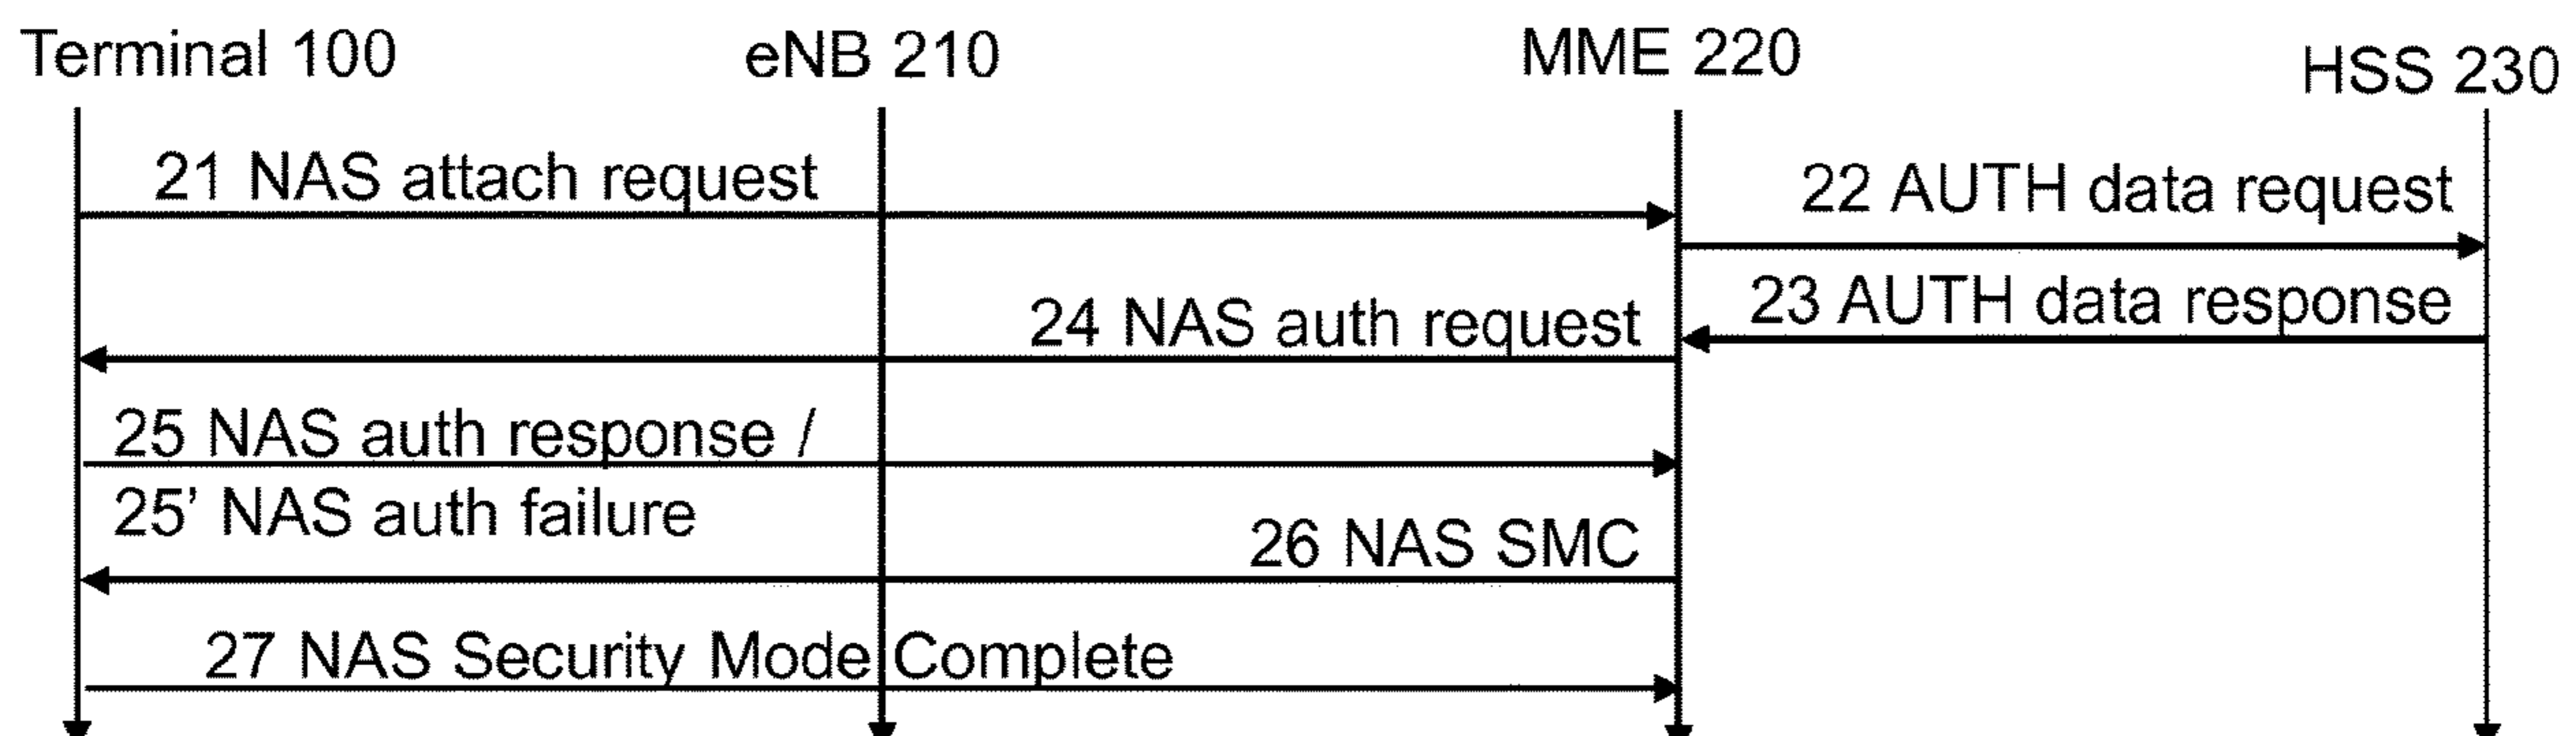 Terminal 100
eNB 210
MME 220
HSS 230
21 NAS attach request
22 AUTH data request
23 AUTH data response
24 NAS auth request
25 NAS auth response /
25’ NAS auth failure
26 NAS SMC
27 NAS Security Mode Complete